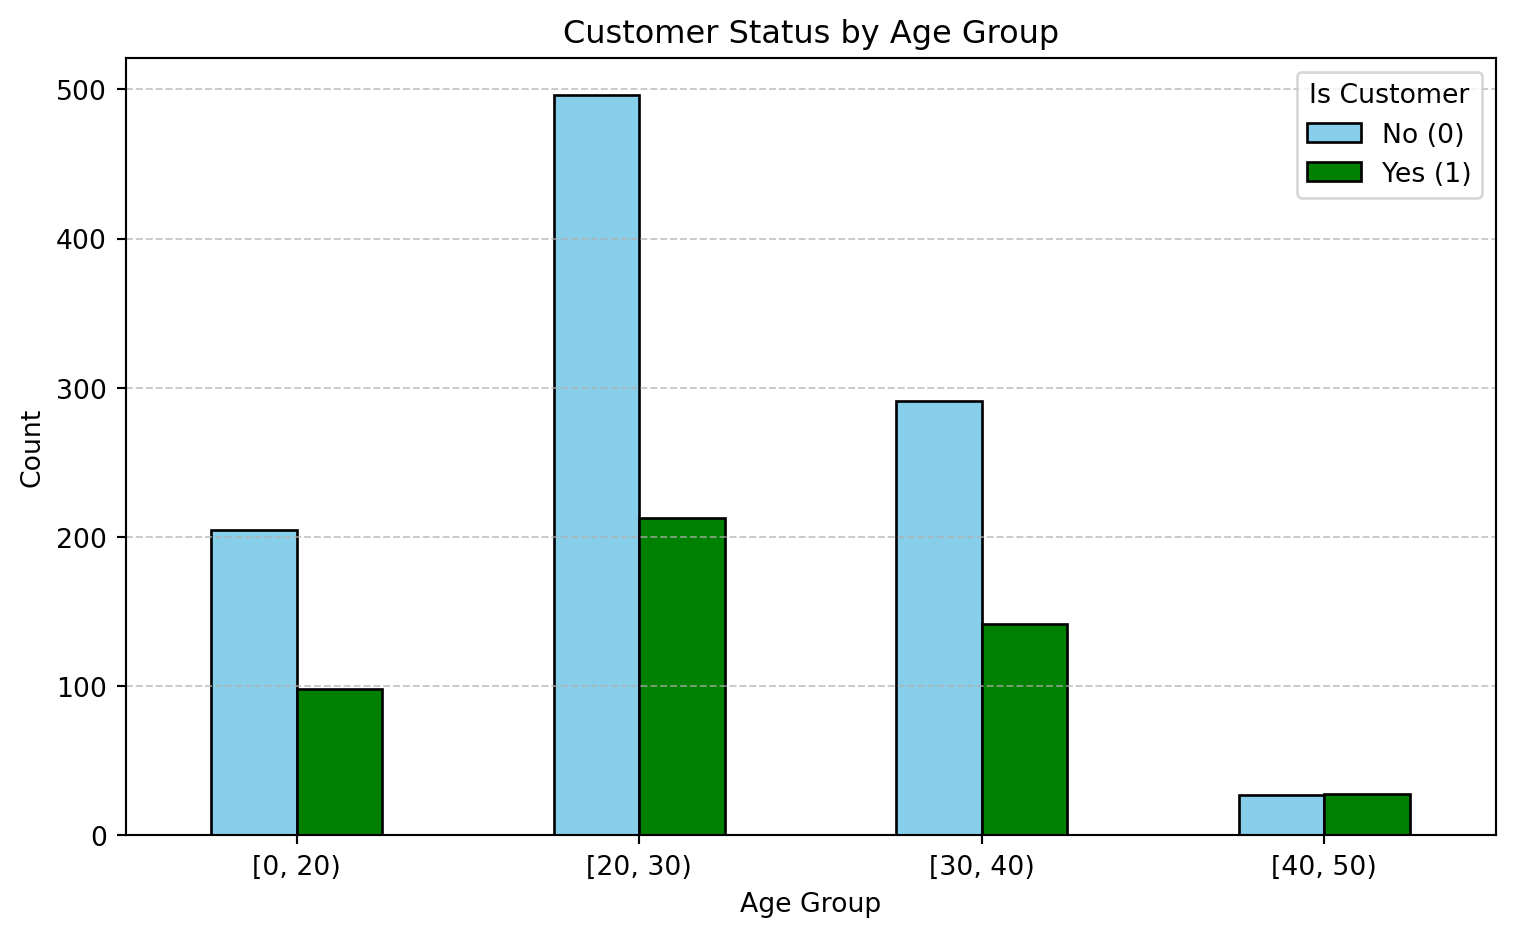 Customer Status by Age Group
Is Customer
No (0)
Yes (1)
Count
500
400
300
200
100
0
[0, 20)
[20, 30)
[30, 40)
[40, 50)
Age Group